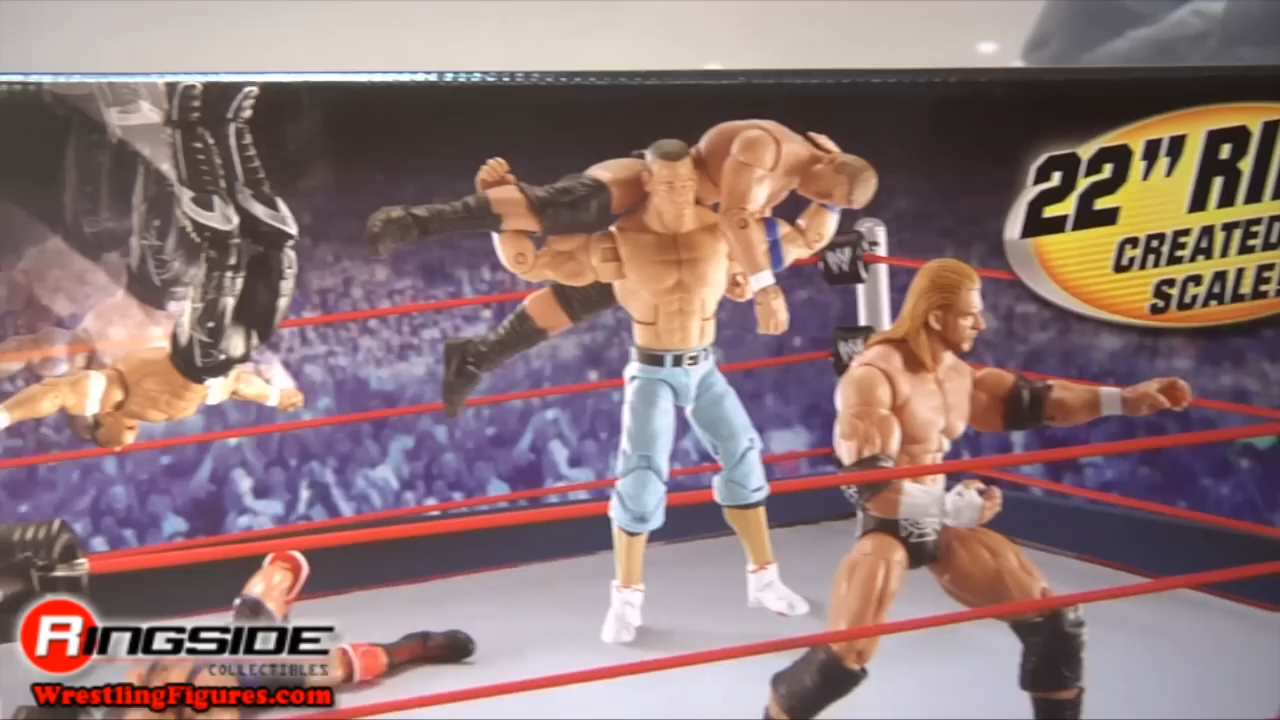 22" RI
CREATED
SCALE
RINGSIDE
COLLECTIBLES
WrestlingFigures.com